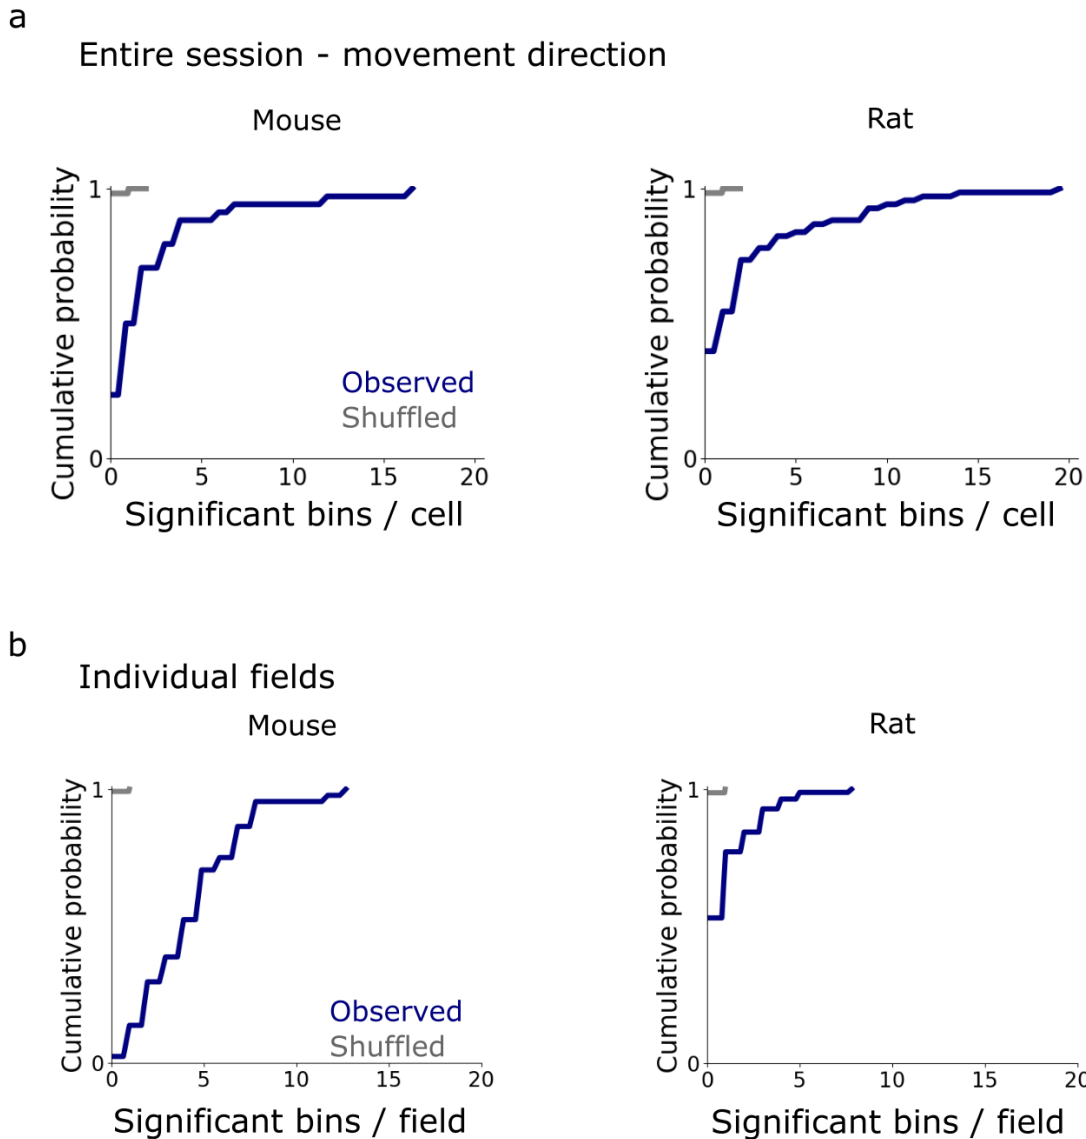 a
Entire session - movement direction
Mouse
Rat
Cumulative probability
1
0
0 5 10 15 20
Significant bins / cell
Observed
Shuffled
Cumulative probability
1
0
0 5 10 15 20
Significant bins / cell
b
Individual fields
Mouse
Rat
Cumulative probability
1
0
0 5 10 15 20
Significant bins / field
Observed
Shuffled
Cumulative probability
1
0
0 5 10 15 20
Significant bins / field